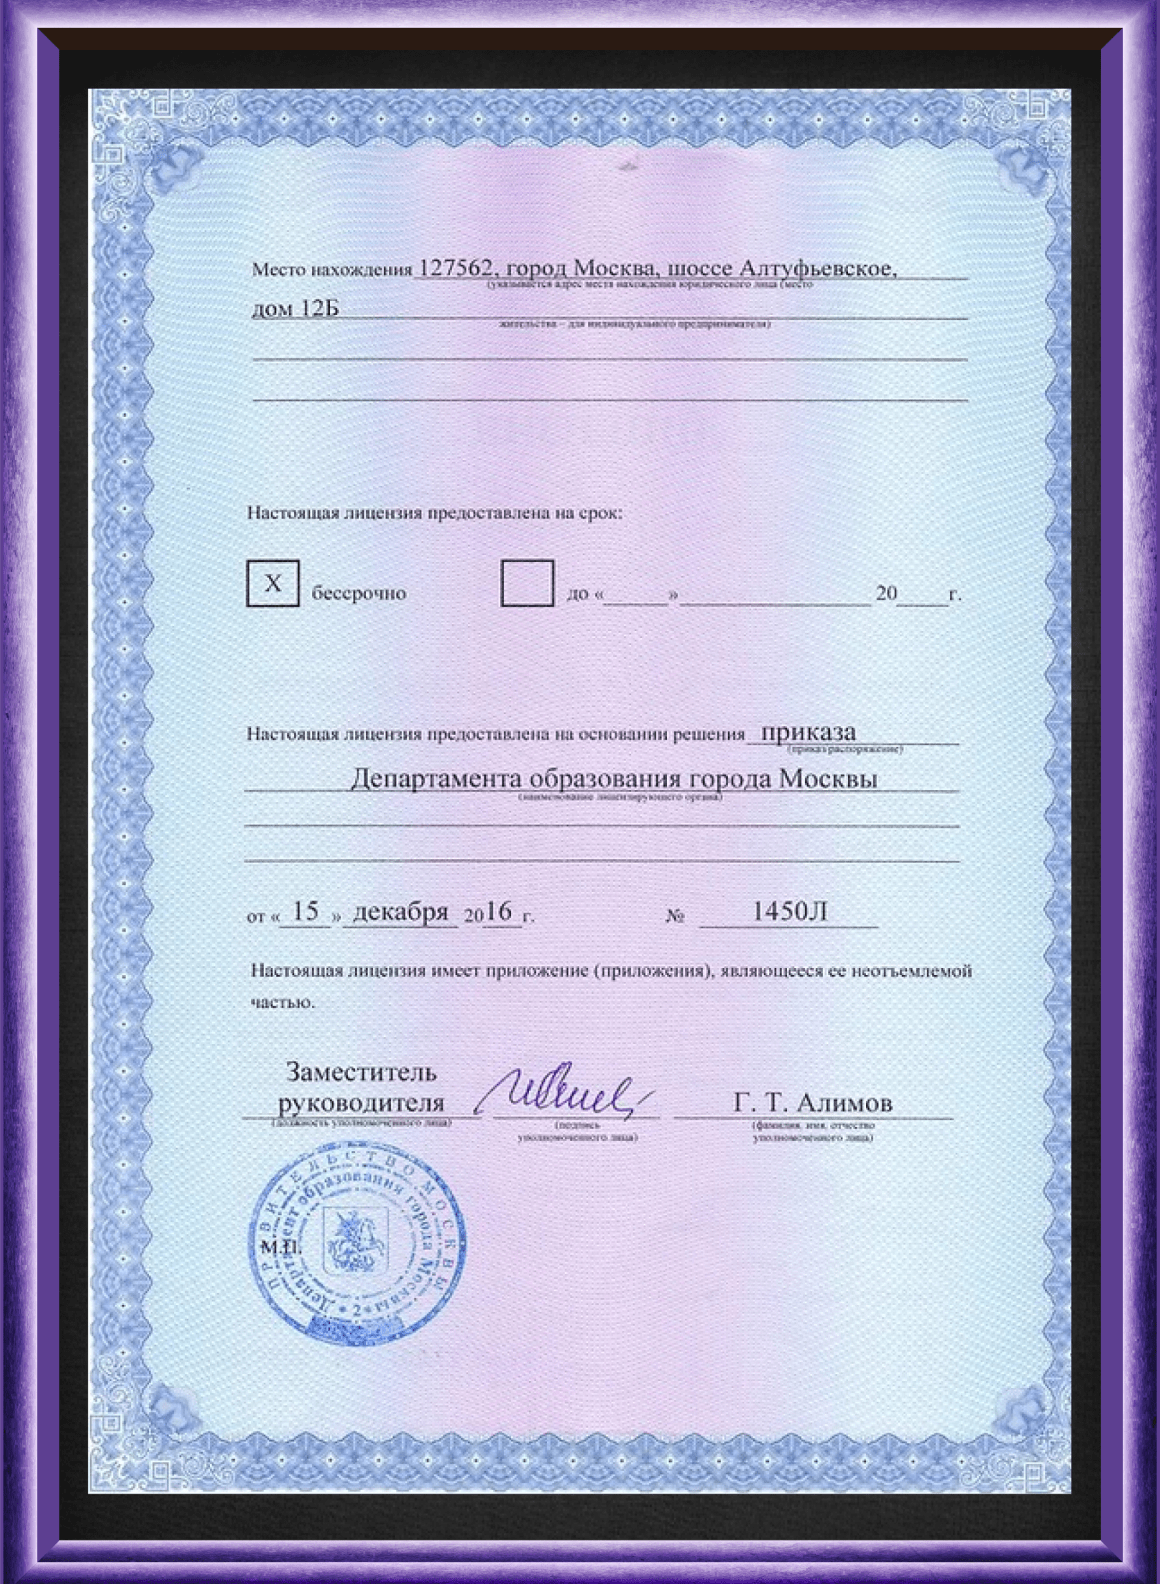 Место нахождения 127562, город Москва, шоссе Алтуфьевское,
(указывается адрес места нахождения юридического лица (место
дом 12Б
жительства – для индивидуального предпринимателя)
Настоящая лицензия предоставлена на срок:
X бессрочно до «______»__________________20_____г.
Настоящая лицензия предоставлена на основании решения приказа
(приказ/распоряжение)
Департамента образования города Москвы
(наименование лицензирующего органа)
от « 15 » декабря 2016 г. № 1450Л
Настоящая лицензия имеет приложение (приложения), являющееся ее неотъемлемой
частью.
Заместитель
руководителя Г. Т. Алимов
(должность уполномоченного лица) (подпись (фамилия, имя, отчество
уполномоченного лица) уполномоченного лица)
ПРАВИТЕЛЬСТВО МОСКВЫ
Департамент образования города Москвы
* 2 *
М.П.